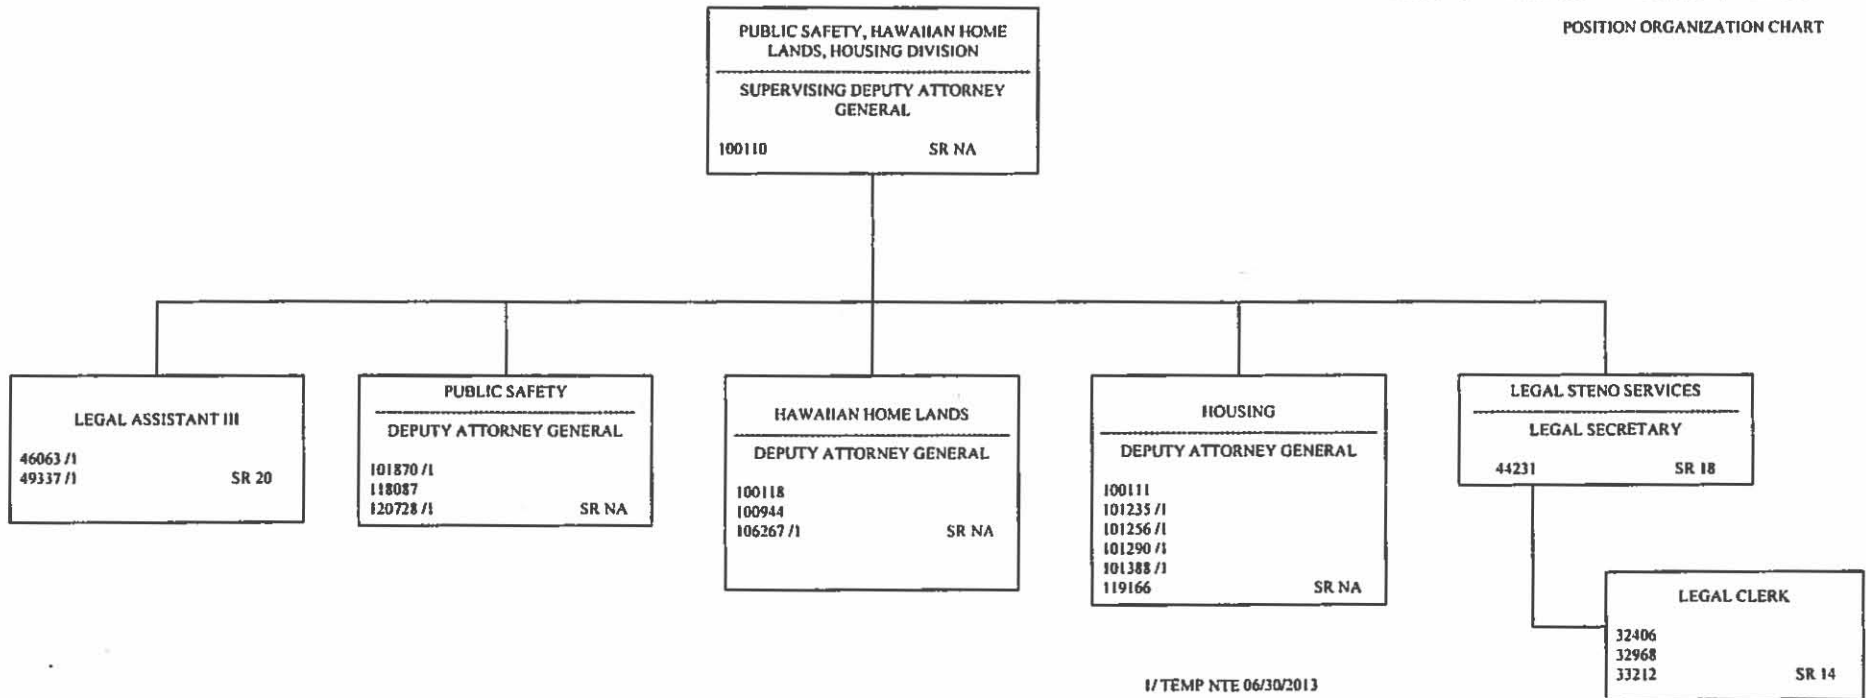 POSITION ORGANIZATION CHART
PUBLIC SAFETY, HAWAIIAN HOME
LANDS, HOUSING DIVISION
SUPERVISING DEPUTY ATTORNEY
GENERAL
100110 SR NA
LEGAL ASSISTANT III
46063 /1
49337 /1 SR 20
PUBLIC SAFETY
DEPUTY ATTORNEY GENERAL
101870 /1
118087
120728 /1 SR NA
HAWAIIAN HOME LANDS
DEPUTY ATTORNEY GENERAL
100118
100944
106267 /1 SR NA
HOUSING
DEPUTY ATTORNEY GENERAL
100111
101235 /1
101256 /1
101290 /1
101388 /1
119166 SR NA
LEGAL STENO SERVICES
LEGAL SECRETARY
44231 SR 18
LEGAL CLERK
32406
32968
33212 SR 14
1/ TEMP NTE 06/30/2013